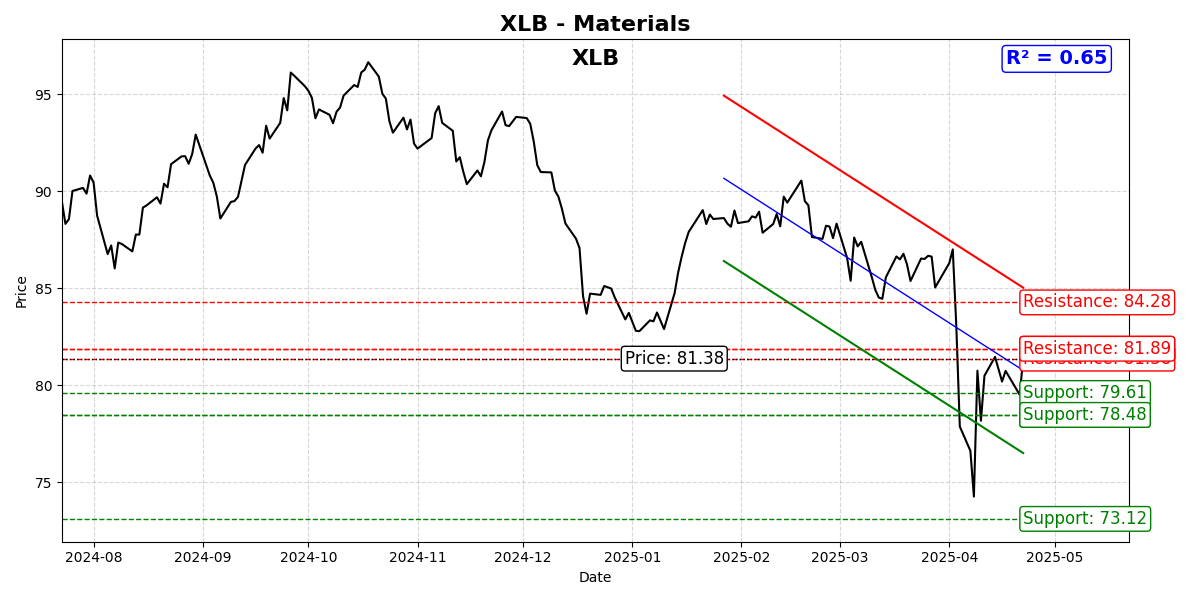 XLB - Materials
XLB
R² = 0.65
95
90
85
80
75
Price
Resistance: 84.28
Resistance: 81.89
Price: 81.38
Support: 79.61
Support: 78.48
Support: 73.12
2024-08
2024-09
2024-10
2024-11
2024-12
2025-01
2025-02
2025-03
2025-04
2025-05
Date